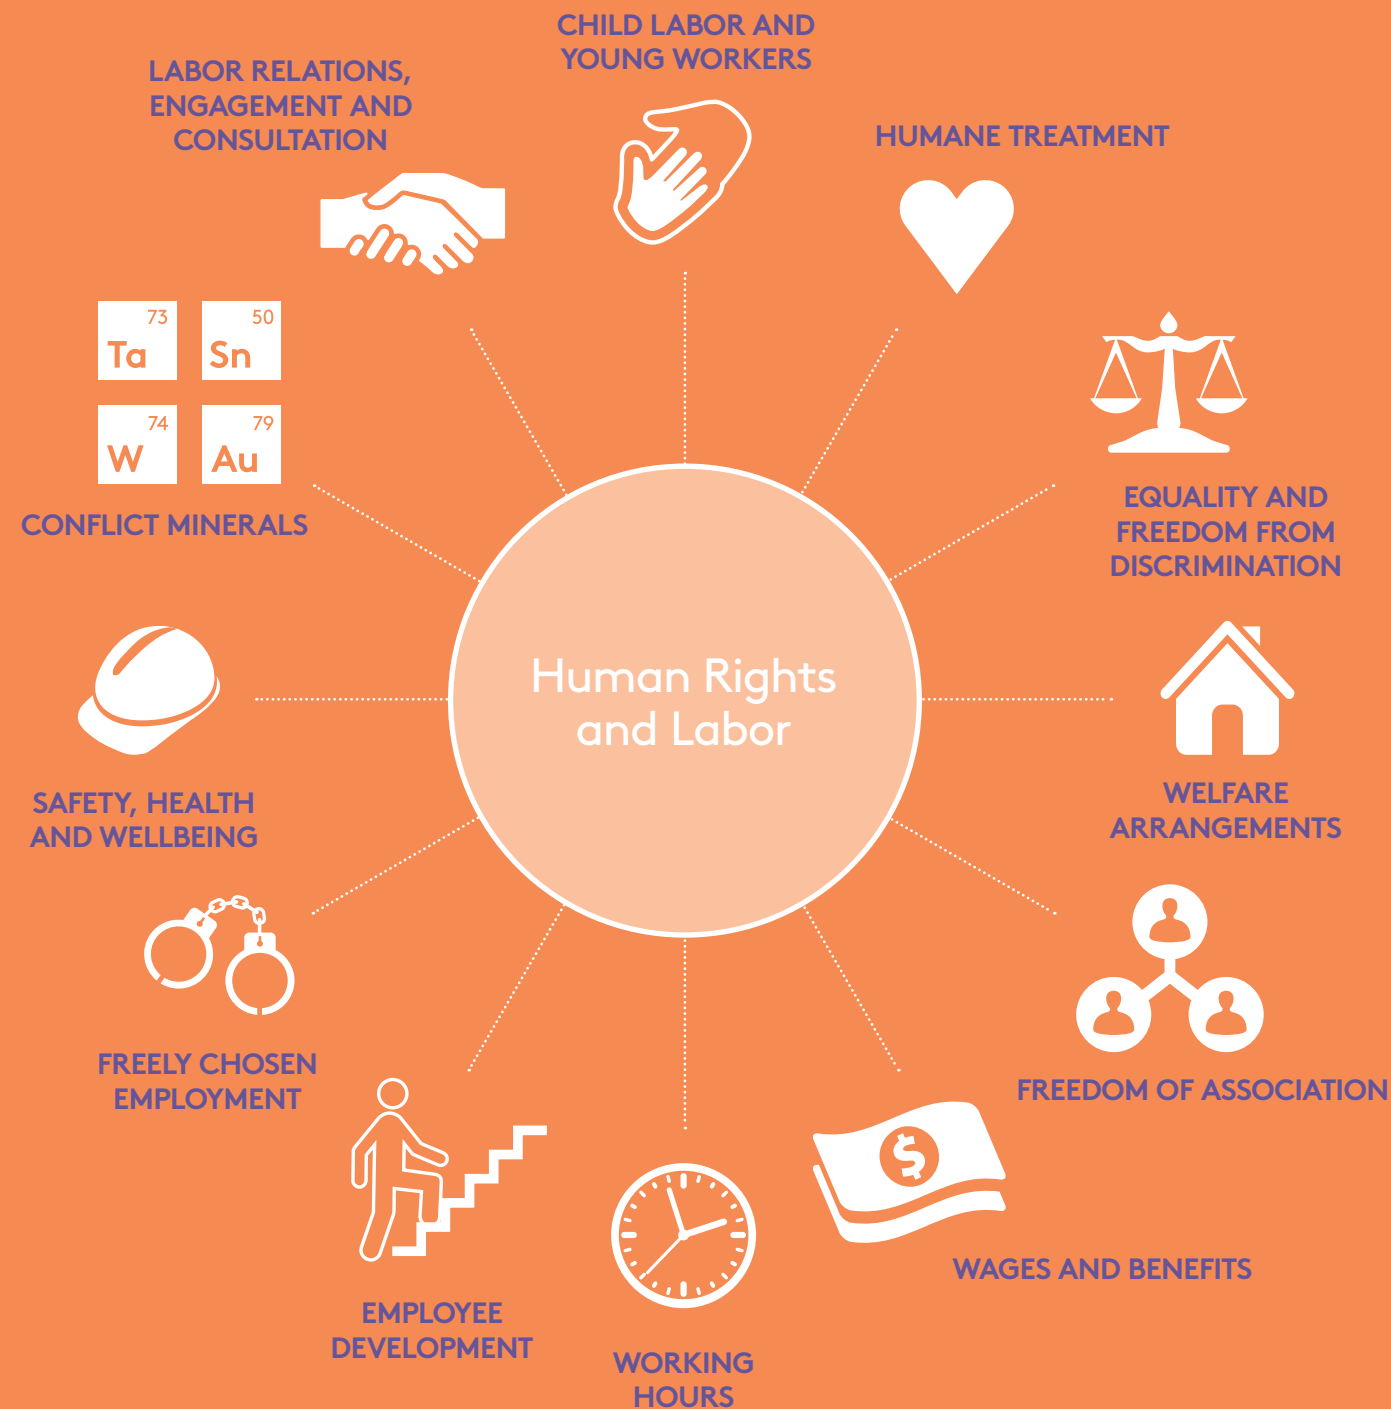 CHILD LABOR AND
YOUNG WORKERS
LABOR RELATIONS,
ENGAGEMENT AND
CONSULTATION
HUMANE TREATMENT
73
Ta
50
Sn
74
W
79
Au
CONFLICT MINERALS
EQUALITY AND
FREEDOM FROM
DISCRIMINATION
Human Rights
and Labor
SAFETY, HEALTH
AND WELLBEING
WELFARE
ARRANGEMENTS
FREELY CHOSEN
EMPLOYMENT
FREEDOM OF ASSOCIATION
$
WAGES AND BENEFITS
EMPLOYEE
DEVELOPMENT
WORKING
HOURS